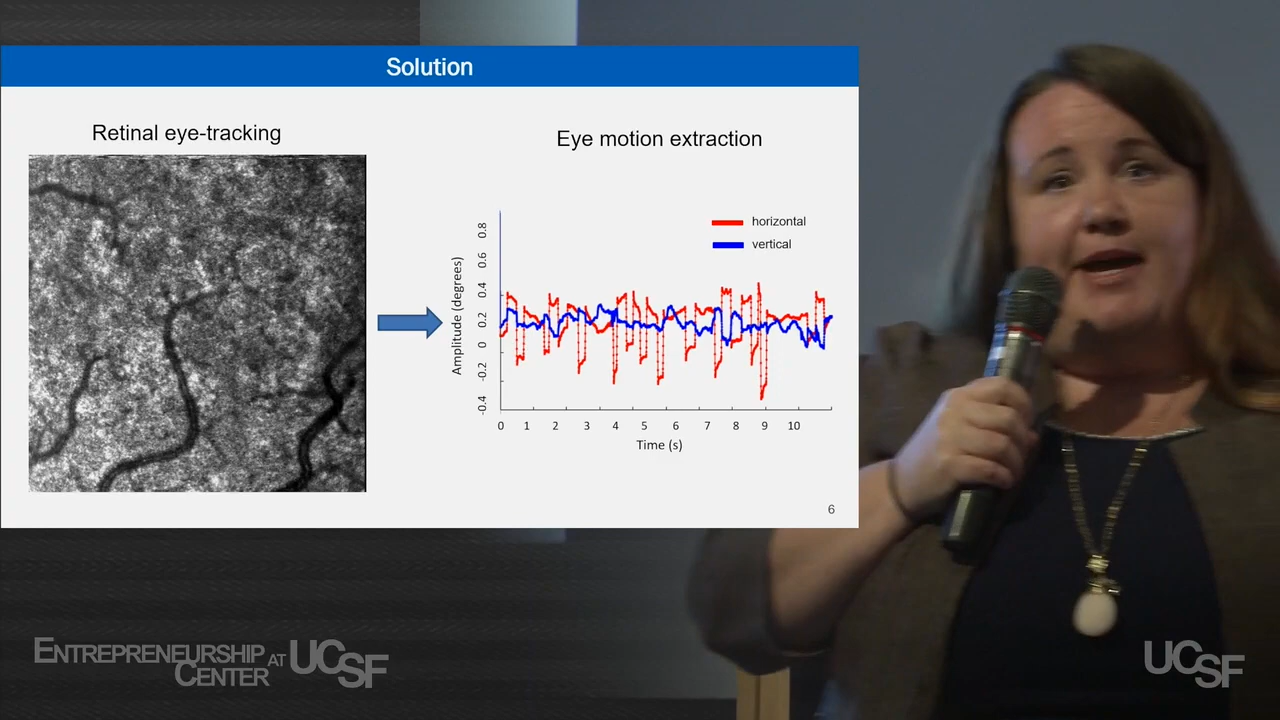 Solution
Retinal eye-tracking
Eye motion extraction
horizontal
vertical
Amplitude (degrees)
0.8
0.6
0.4
0.2
0
-0.2
-0.4
0 1 2 3 4 5 6 7 8 9 10
Time (s)
6
ENTREPRENEURSHIP AT UCSF
CENTER
UCSF